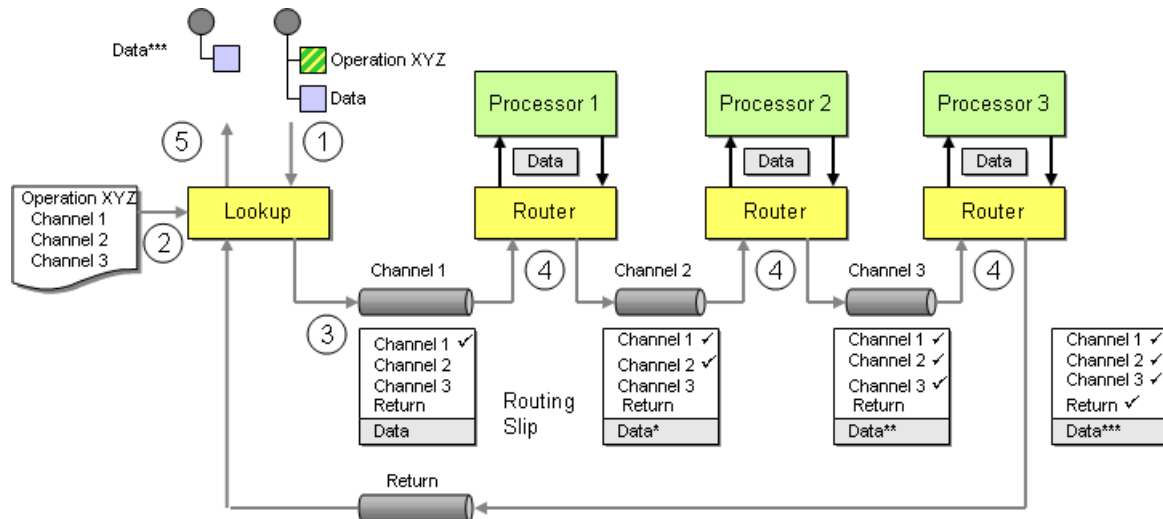 Data***
Operation XYZ
Data
Processor 1
Processor 2
Processor 3
5
1
Data
Data
Data
Operation XYZ
Channel 1
Channel 2
Channel 3
2
Lookup
Router
Router
Router
Channel 1
4
Channel 2
4
Channel 3
4
3
Channel 1 ✓
Channel 2
Channel 3
Return
Data
Routing
Slip
Channel 1 ✓
Channel 2 ✓
Channel 3
Return
Data*
Channel 1 ✓
Channel 2 ✓
Channel 3 ✓
Return
Data**
Channel 1 ✓
Channel 2 ✓
Channel 3 ✓
Return ✓
Data***
Return